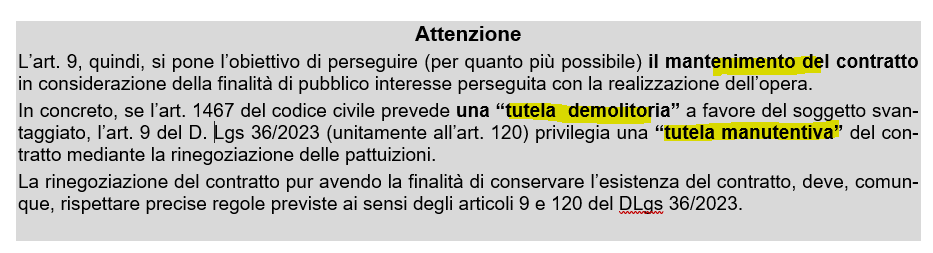 Attenzione
L’art. 9, quindi, si pone l’obiettivo di perseguire (per quanto più possibile) il mantenimento del contratto
in considerazione della finalità di pubblico interesse perseguita con la realizzazione dell’opera.
In concreto, se l’art. 1467 del codice civile prevede una “tutela demolitoria” a favore del soggetto svan-
taggiato, l’art. 9 del D. Lgs 36/2023 (unitamente all’art. 120) privilegia una “tutela manutentiva” del con-
tratto mediante la rinegoziazione delle pattuizioni.
La rinegoziazione del contratto pur avendo la finalità di conservare l’esistenza del contratto, deve, comun-
que, rispettare precise regole previste ai sensi degli articoli 9 e 120 del DLgs 36/2023.